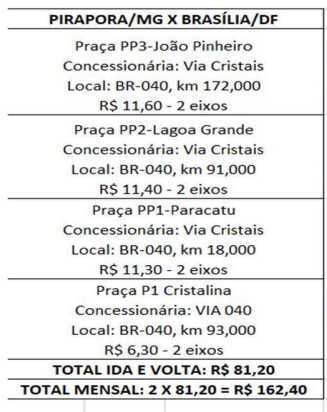 PIRAPORA/MG X BRASÍLIA/DF
Praça PP3-João Pinheiro
Concessionária: Via Cristais
Local: BR-040, km 172,000
R$ 11,60 - 2 eixos
Praça PP2-Lagoa Grande
Concessionária: Via Cristais
Local: BR-040, km 91,000
R$ 11,40 - 2 eixos
Praça PP1-Paracatu
Concessionária: Via Cristais
Local: BR-040, km 18,000
R$ 11,30 - 2 eixos
Praça P1 Cristalina
Concessionária: VIA 040
Local: BR-040, km 93,000
R$ 6,30 - 2 eixos
TOTAL IDA E VOLTA: R$ 81,20
TOTAL MENSAL: 2 X 81,20 = R$ 162,40